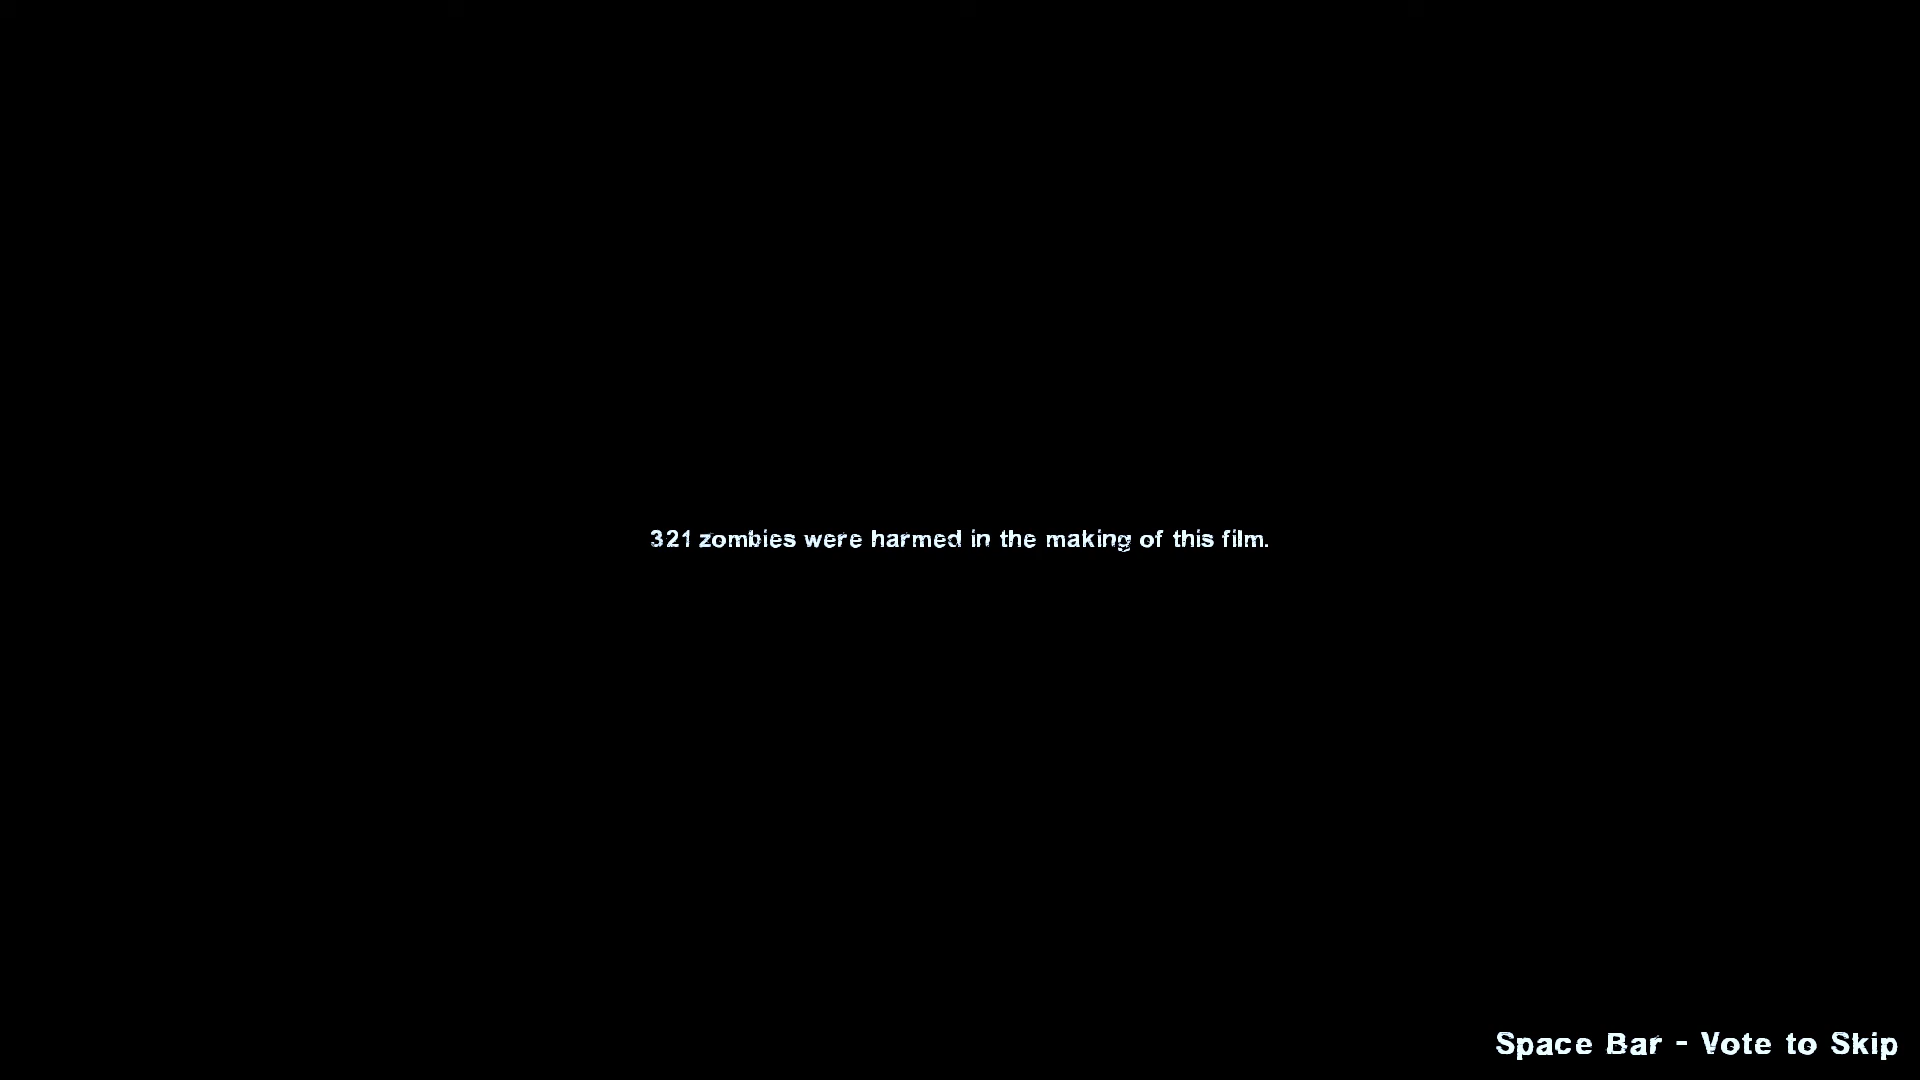 321 zombies were harmed in the making of this film.
Space Bar - Vote to Skip